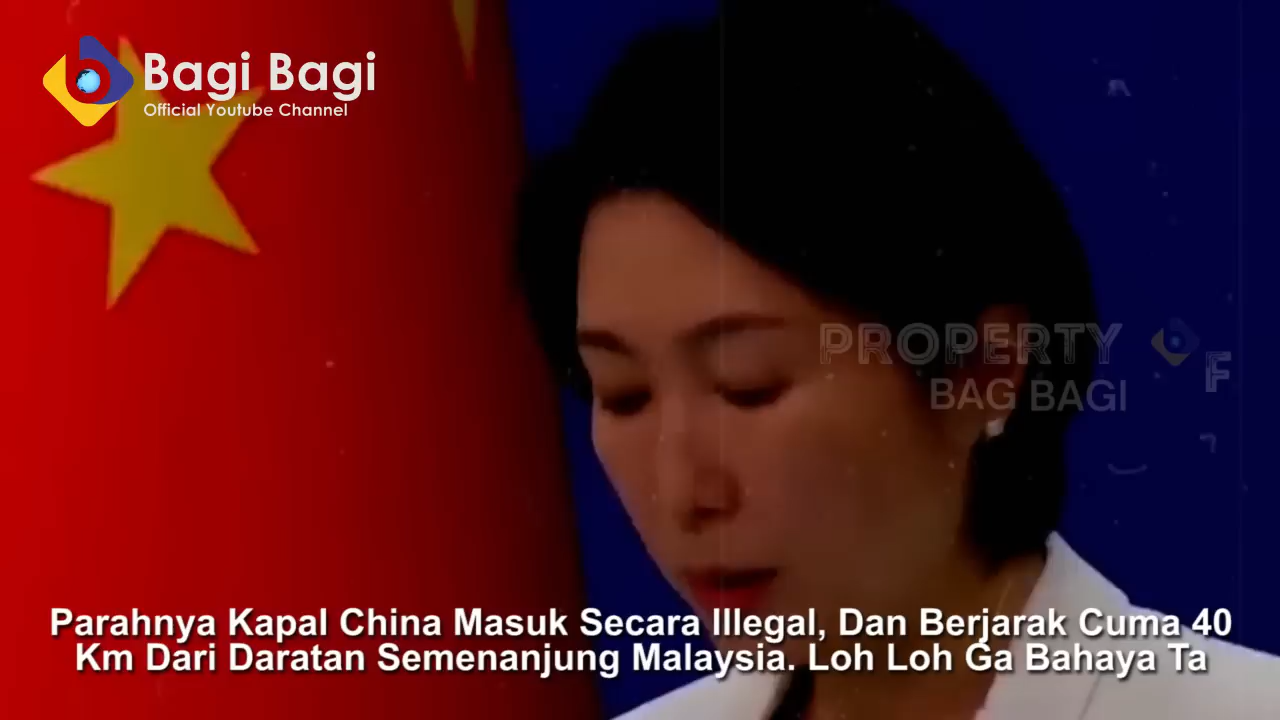 Bagi Bagi
Official Youtube Channel
PROPERTY
F
BAG BAGI
Parahnya Kapal China Masuk Secara Illegal, Dan Berjarak Cuma 40
Km Dari Daratan Semenanjung Malaysia. Loh Loh Ga Bahaya Ta